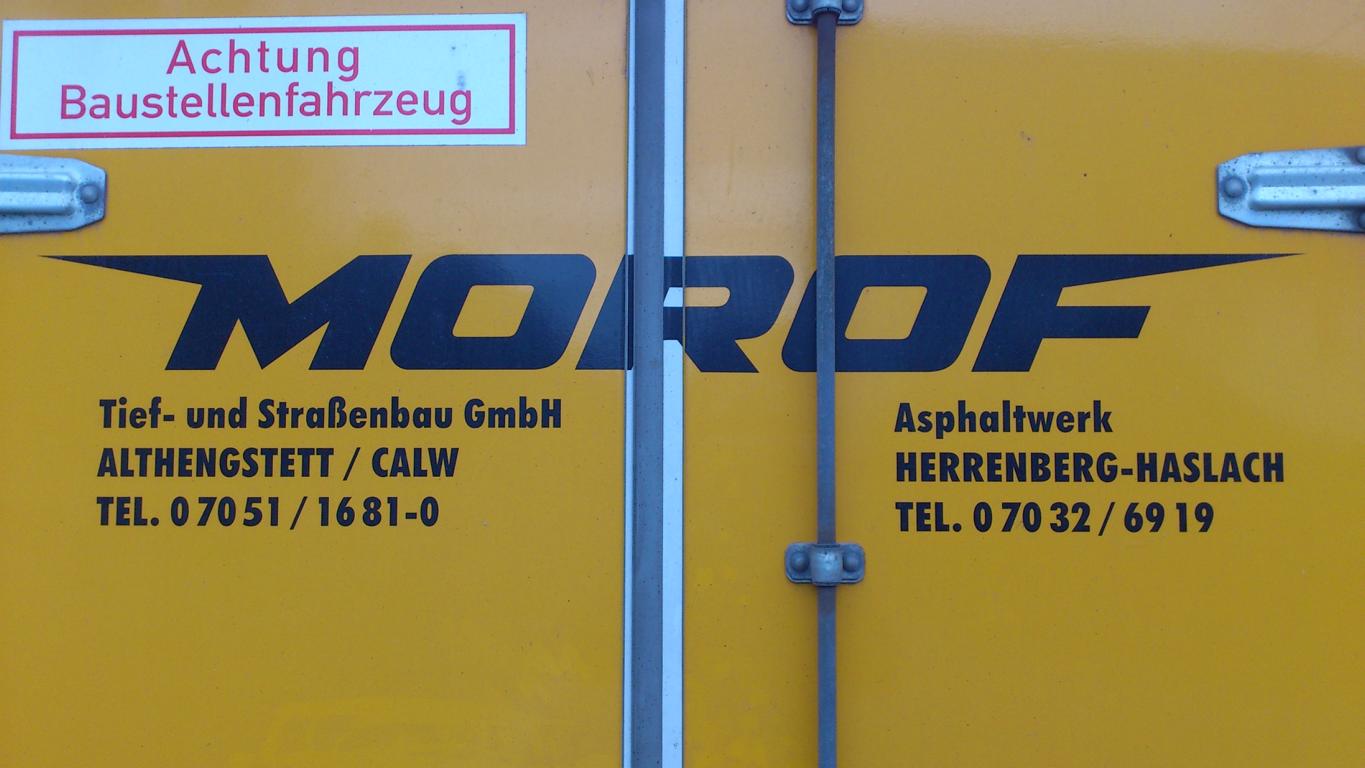 Achtung
Baustellenfahrzeug
MOROF
Tief- und Straßenbau GmbH
ALTHENGSTETT / CALW
TEL. 0 70 51 / 16 81-0
Asphaltwerk
HERRENBERG-HASLACH
TEL. 0 70 32 / 69 19